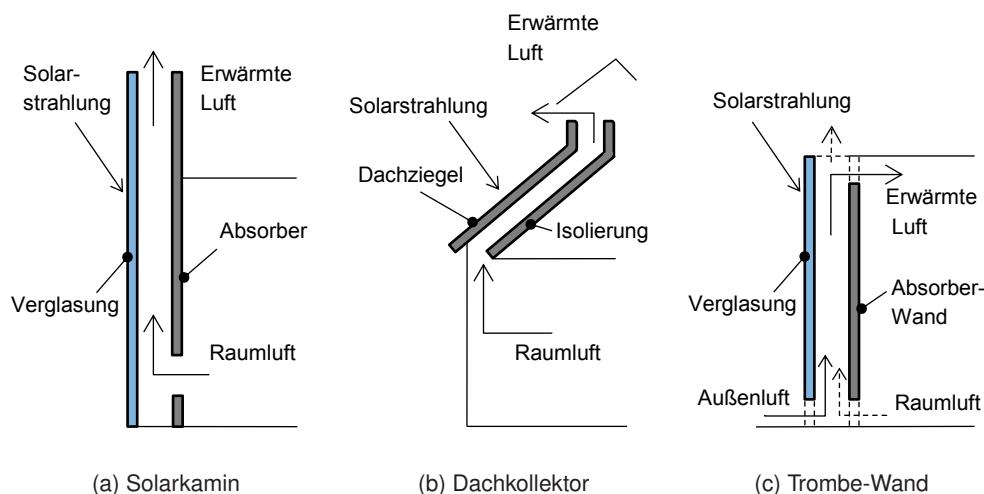 Solar-
strahlung
Erwärmte
Luft
Absorber
Verglasung
Raumluft
(a) Solarkamin
Erwärmte
Luft
Solarstrahlung
Dachziegel
Isolierung
Raumluft
(b) Dachkollektor
Solarstrahlung
Erwärmte
Luft
Verglasung
Absorber-
Wand
Außenluft
Raumluft
(c) Trombe-Wand